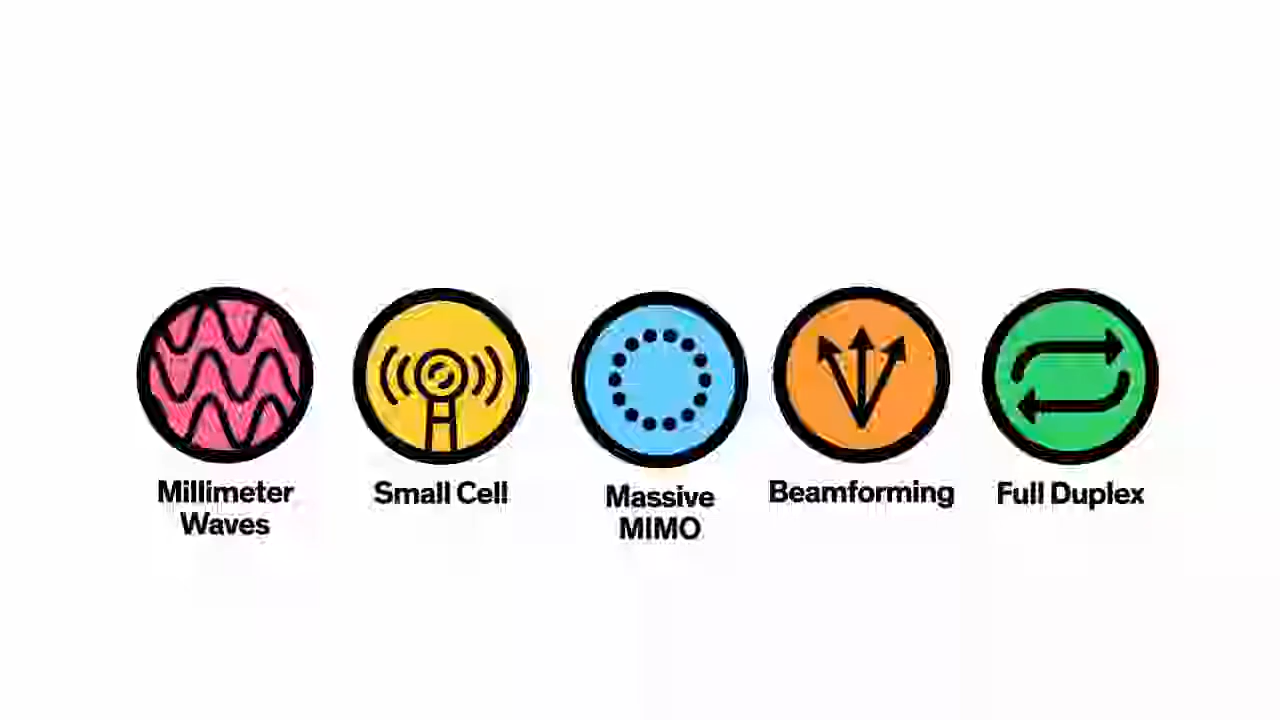 Millimeter
Waves
Small Cell
Massive
MIMO
Beamforming
Full Duplex